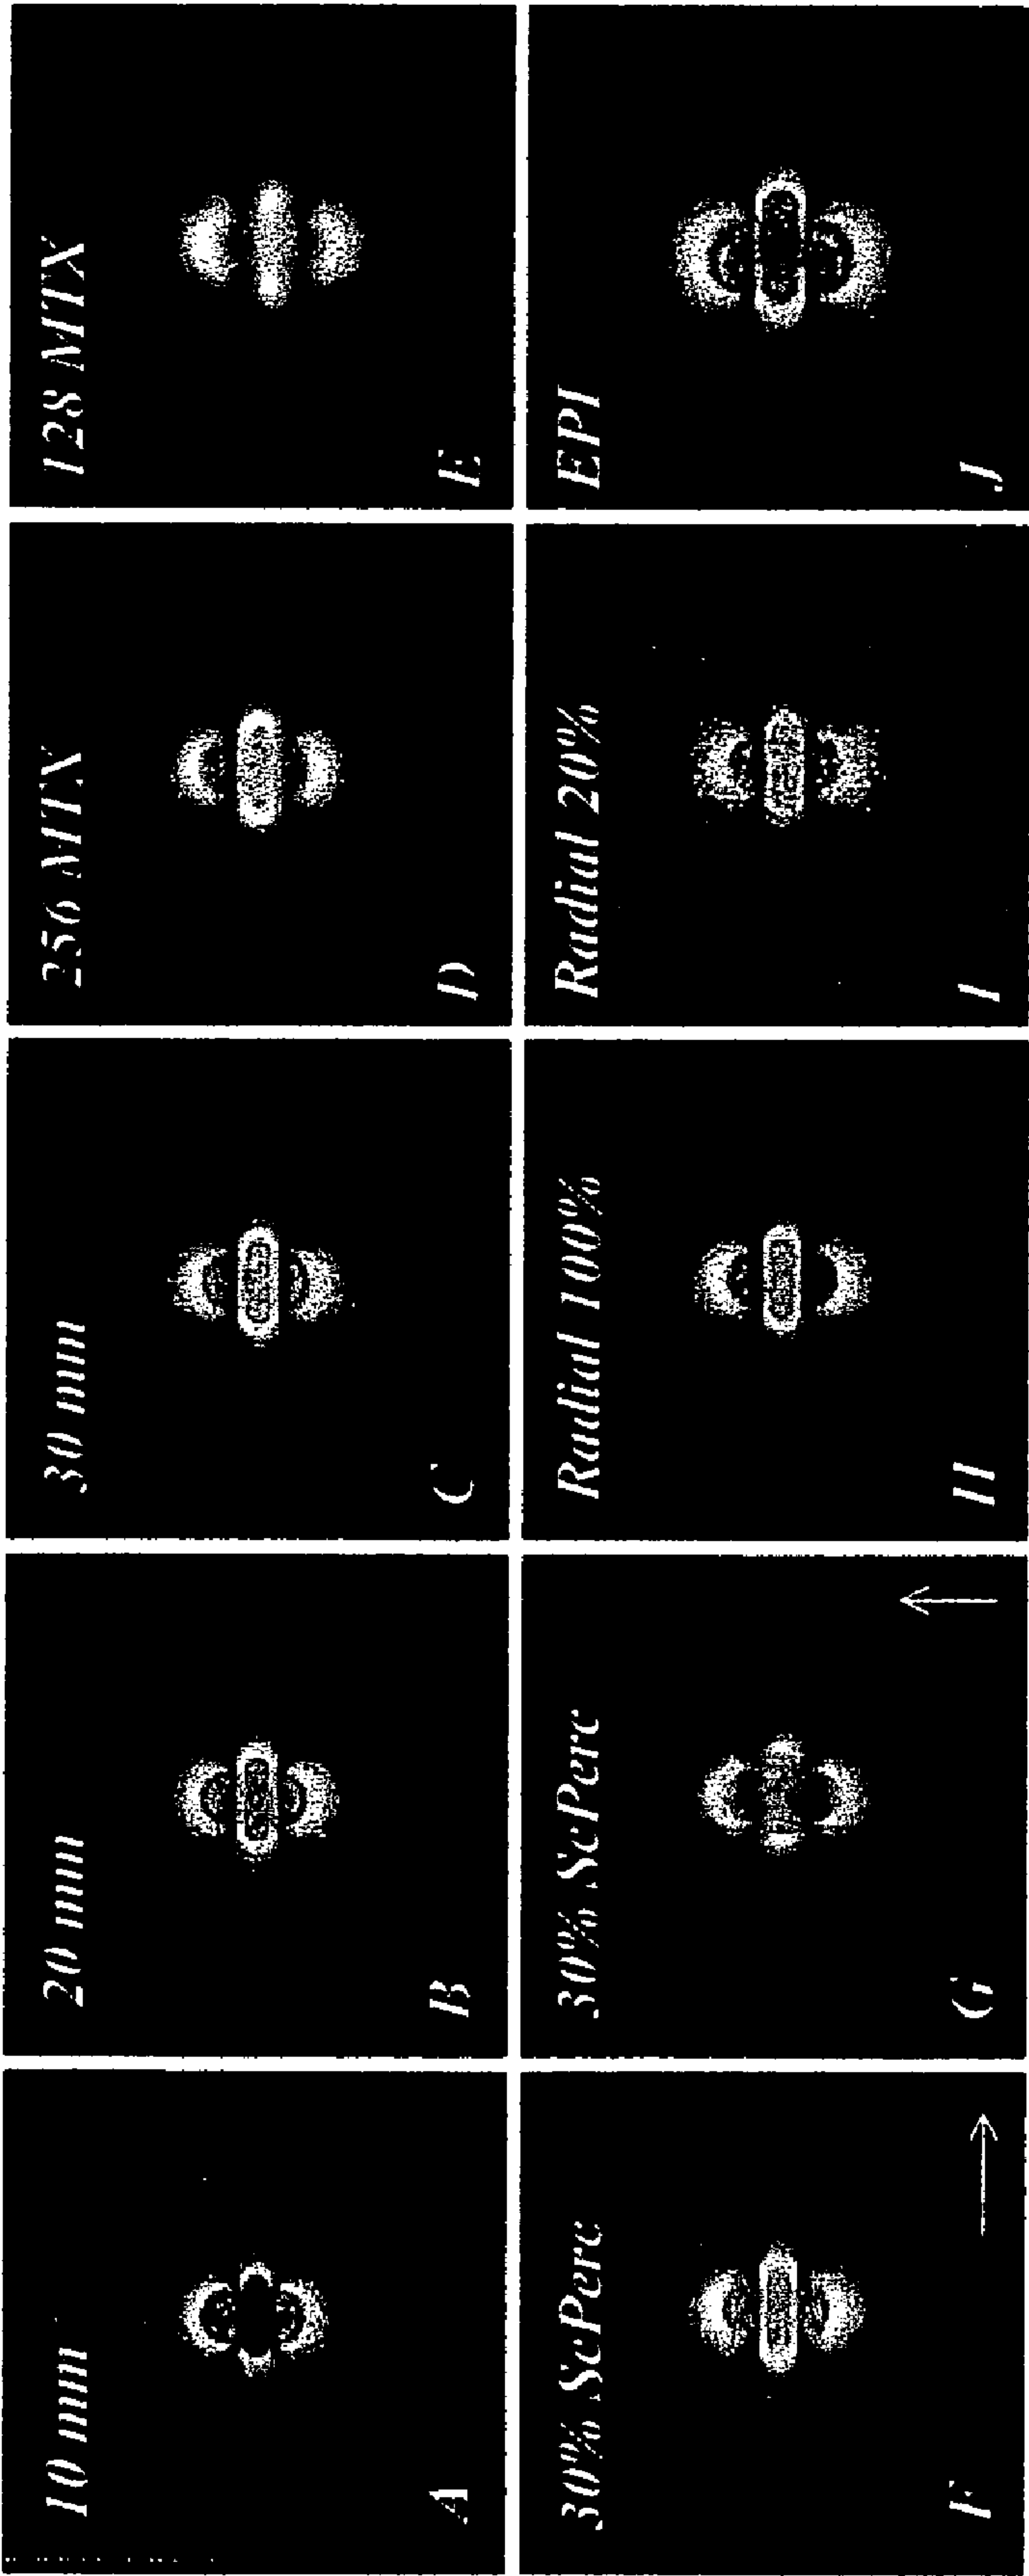 10 mm
A
20 mm
B
30 mm
C
256 MTX
D
128 MTX
E
30% ScPerc
F
30% ScPerc
G
Radial 100%
H
Radial 20%
I
EPI
J